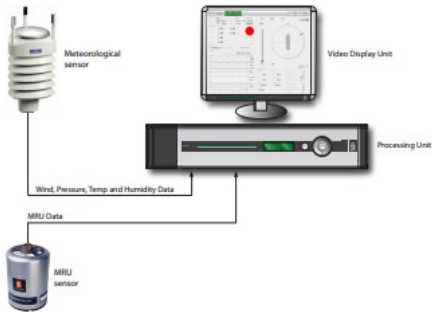 Meteorological
sensor
Video Display Unit
Processing Unit
Wind, Pressure, Temp and Humidity Data
MRU Data
MRU
sensor